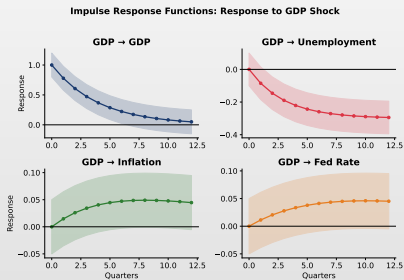 Impulse Response Functions: Response to GDP Shock
GDP → GDP
GDP → Unemployment
Response
1.0
0.5
0.0
0.0
−0.2
−0.4
0.0 2.5 5.0 7.5 10.0 12.5
0.0 2.5 5.0 7.5 10.0 12.5
GDP → Inflation
GDP → Fed Rate
Response
0.10
0.05
0.00
−0.05
0.10
0.05
0.00
−0.05
0.0 2.5 5.0 7.5 10.0 12.5
0.0 2.5 5.0 7.5 10.0 12.5
Quarters
Quarters